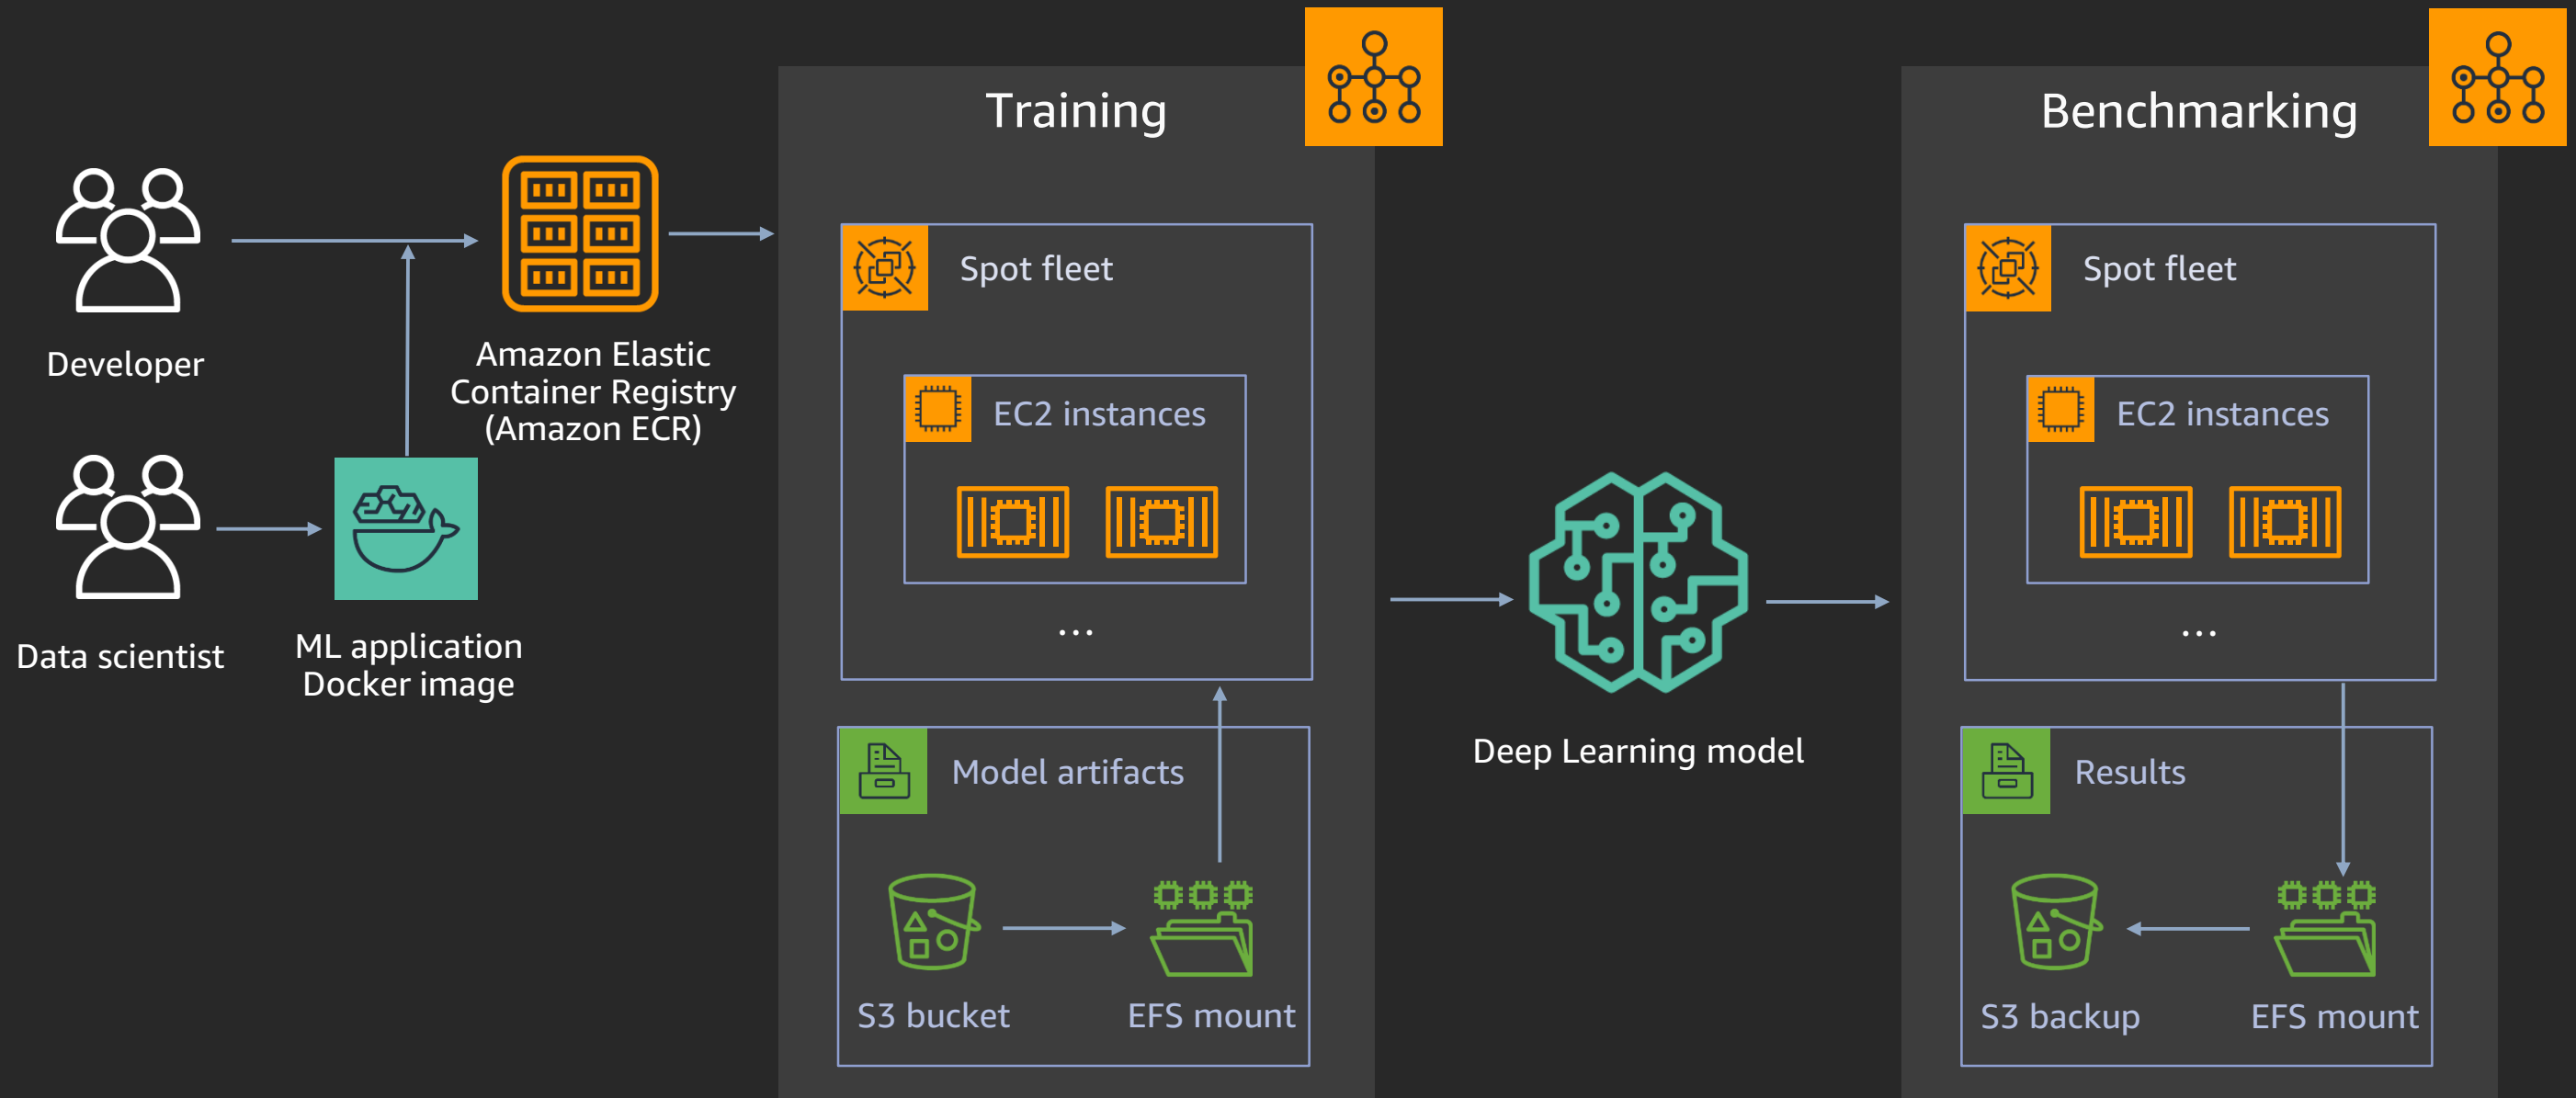 Developer
Data scientist
ML application
Docker image
Amazon Elastic
Container Registry
(Amazon ECR)
Training
Spot fleet
EC2 instances
...
Model artifacts
S3 bucket
EFS mount
Deep Learning model
Benchmarking
Spot fleet
EC2 instances
...
Results
S3 backup
EFS mount